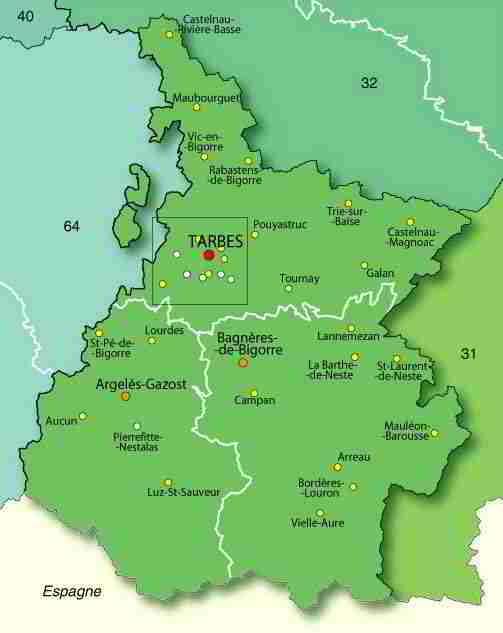 40
Castelnau-
-Rivière-Basse
32
Maubourguet
Vic-en-
-Bigorre
Rabastens
-de-Bigorre
64
Trie-sur-
-Baïse
Pouyastruc
Castelnau-
-Magnoac
TARBES
Galan
Tournay
Lourdes
St-Pé-de-
-Bigorre
Bagnères-
-de-Bigorre
Lannemezan
31
La Barthe-
-de-Neste
St-Laurent
-de-Neste
Argelès-Gazost
Campan
Aucun
Pierrefitte-
-Nestalas
Mauléon-
-Barousse
Arreau
Luz-St-Sauveur
Bordères-
-Louron
Vielle-Aure
Espagne